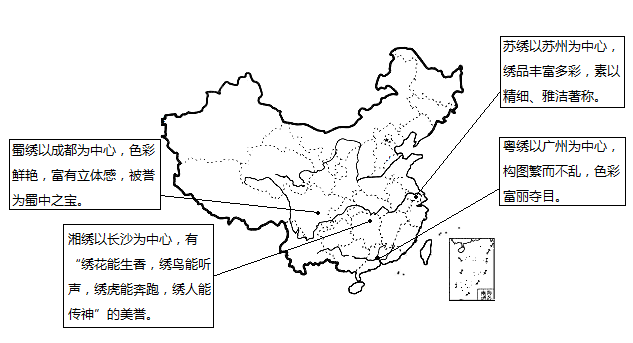 苏绣以苏州为中心，
绣品丰富多彩，素以
精细、雅洁著称。
粤绣以广州为中心，
构图繁而不乱，色彩
富丽夺目。
蜀绣以成都为中心，色彩
鲜艳，富有立体感，被誉
为蜀中之宝。
湘绣以长沙为中心，有
“绣花能生香，绣鸟能听
声，绣虎能奔跑，绣人能
传神”的美誉。